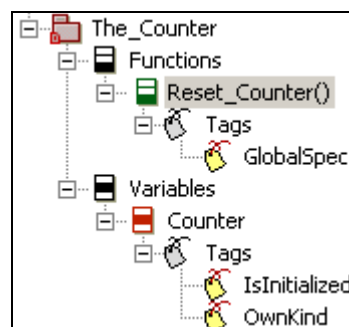 The_Counter
Functions
Reset_Counter()
Tags
GlobalSpec
Variables
Counter
Tags
IsInitialized
OwnKind